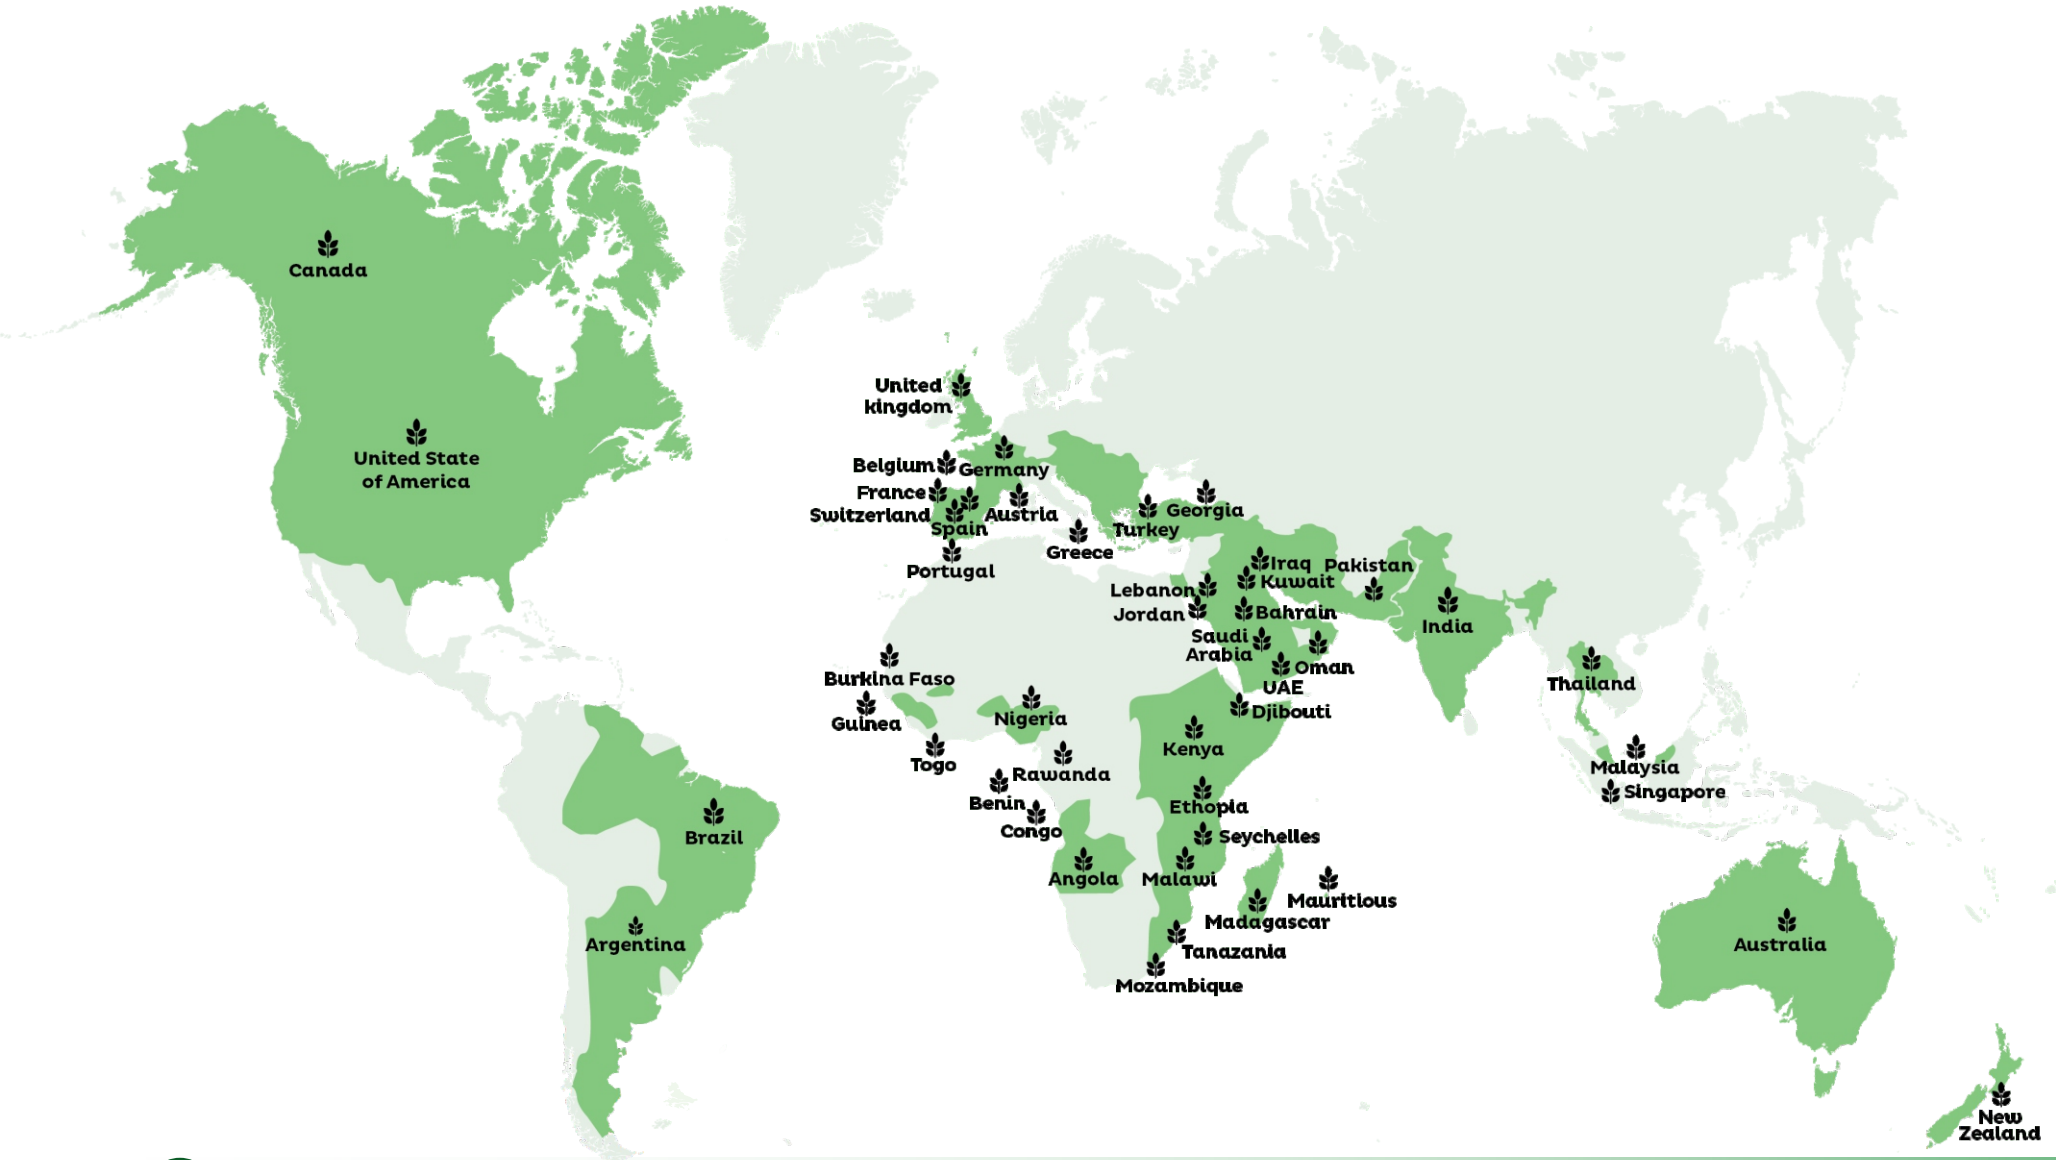 Canada
United State
of America
United
kingdom
Belgium
Germany
France
Switzerland
Spain
Austria
Portugal
Greece
Turkey
Georgia
Iraq
Pakistan
Kuwait
Lebanon
Jordan
Bahrain
Saudi
Arabia
Oman
UAE
India
Thailand
Malaysia
Singapore
Burkina Faso
Guinea
Nigeria
Togo
Rawanda
Benin
Congo
Djibouti
Kenya
Ethopia
Seychelles
Angola
Malawi
Mauritious
Madagascar
Tanazania
Mozambique
Brazil
Argentina
Australia
New
Zealand